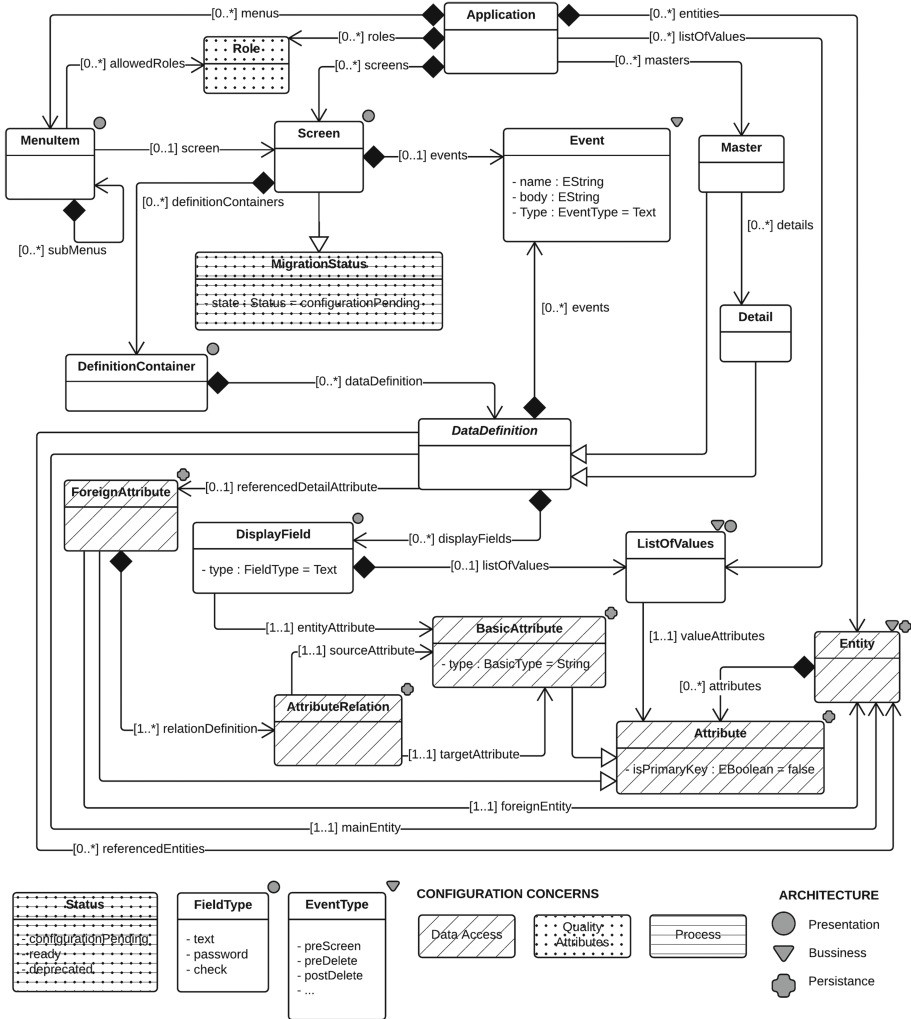 [0..*] menus
Application
[0..*] entities
[0..*] roles
[0..*] listOfValues
Role
[0..*] allowedRoles
[0..*] screens
[0..*] masters
MenuItem
Screen
Event
Master
[0..1] screen
[0..1] events
- name : EString
- body : EString
- Type : EventType = Text
[0..*] definitionContainers
[0..*] details
[0..*] subMenus
MigrationStatus
- state : Status = configurationPending
[0..*] events
Detail
DefinitionContainer
[0..*] dataDefinition
DataDefinition
ForeignAttribute
[0..1] referencedDetailAttribute
DisplayField
[0..*] displayFields
ListOfValues
- type : FieldType = Text
[0..1] listOfValues
[1..1] entityAttribute
BasicAttribute
[1..1] valueAttributes
Entity
[1..1] sourceAttribute
- type : BasicType = String
[0..*] attributes
AttributeRelation
[1..*] relationDefinition
Attribute
[1..1] targetAttribute
- isPrimaryKey : EBoolean = false
[1..1] foreignEntity
[1..1] mainEntity
[0..*] referencedEntities
Status
- configurationPending
- ready
- deprecated
FieldType
- text
- password
- check
EventType
- preScreen
- preDelete
- postDelete
- ...
CONFIGURATION CONCERNS
Data Access
Quality
Attributes
Process
ARCHITECTURE
Presentation
Bussiness
Persistance